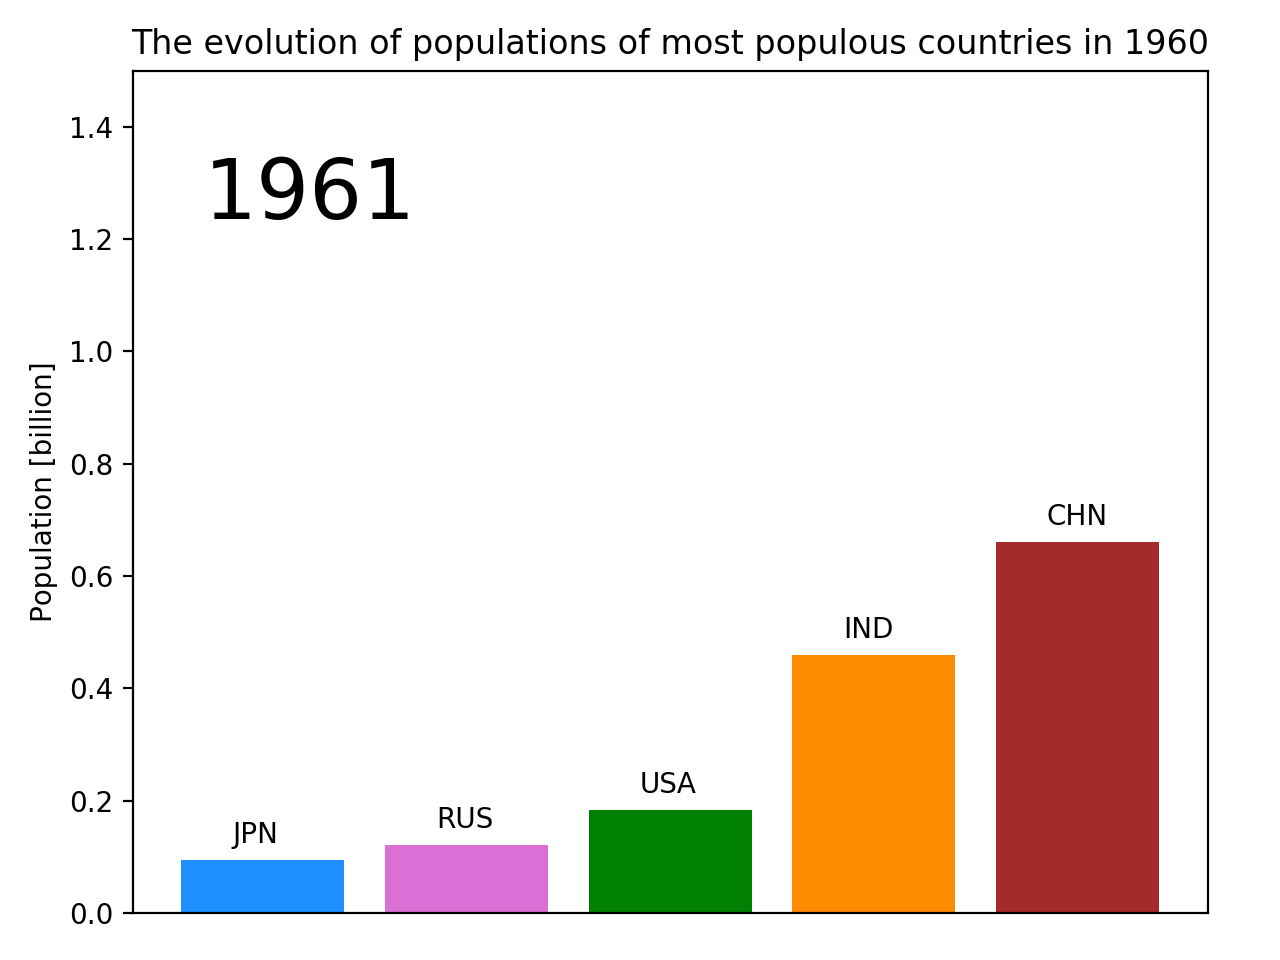 The evolution of populations of most populous countries in 1960
1961
Population [billion]
1.4
1.2
1.0
0.8
0.6
0.4
0.2
0.0
JPN
RUS
USA
IND
CHN